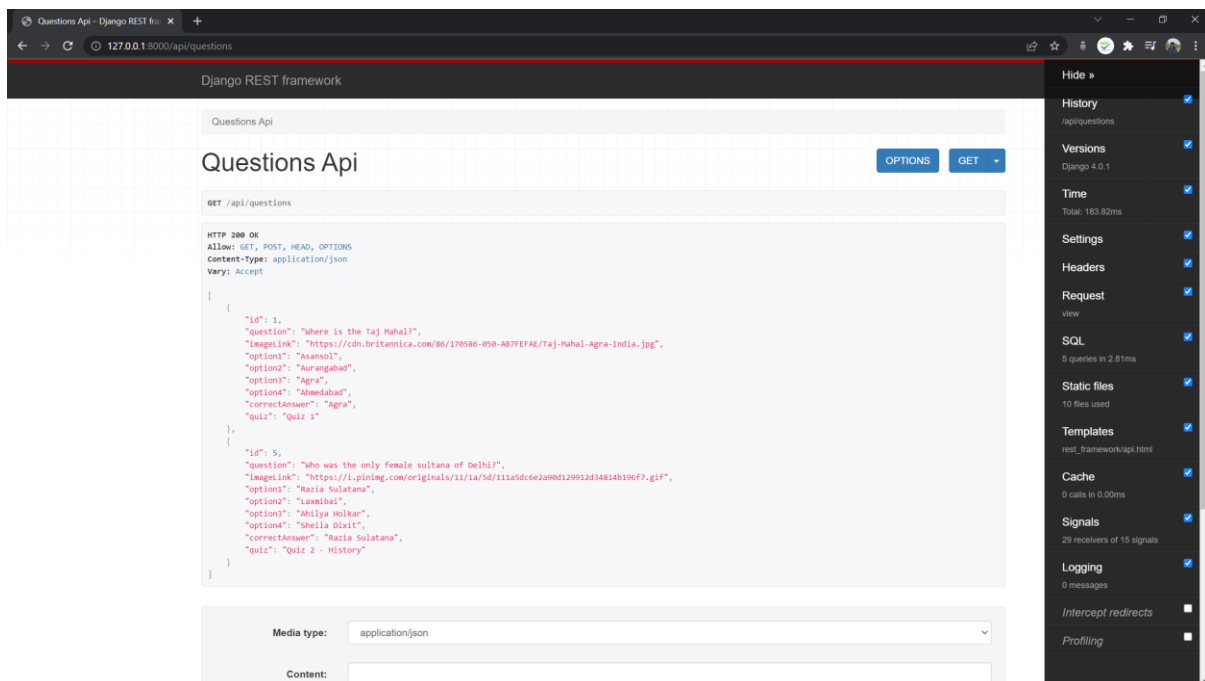 Questions Api – Django REST fra
127.0.0.1:8000/api/questions
Django REST framework
Questions Api
Questions Api
OPTIONS
GET
GET /api/questions
HTTP 200 OK
Allow: GET, POST, HEAD, OPTIONS
Content-Type: application/json
Vary: Accept
[
{
"id": 1,
"question": "Where is the Taj Mahal?",
"imageLink": "https://cdn.britannica.com/86/170586-050-AB7FEFAE/Taj-Mahal-Agra-India.jpg",
"option1": "Asansol",
"option2": "Aurangabad",
"option3": "Agra",
"option4": "Ahmedabad",
"correctAnswer": "Agra",
"quiz": "Quiz 1"
},
{
"id": 5,
"question": "Who was the only female sultana of Delhi?",
"imageLink": "https://i.pinimg.com/originals/11/1a/5d/111a5dc6e2a90d129912d34814b196f7.gif",
"option1": "Razia Sulatana",
"option2": "Laxmibai",
"option3": "Ahilya Holkar",
"option4": "Sheila Dixit",
"correctAnswer": "Razia Sulatana",
"quiz": "Quiz 2 - History"
}
]
Media type:
application/json
Content:
Hide »
History
/api/questions
Versions
Django 4.0.1
Time
Total: 183.82ms
Settings
Headers
Request
view
SQL
5 queries in 2.81ms
Static files
10 files used
Templates
rest_framework/api.html
Cache
0 calls in 0.00ms
Signals
29 receivers of 15 signals
Logging
0 messages
Intercept redirects
Profiling